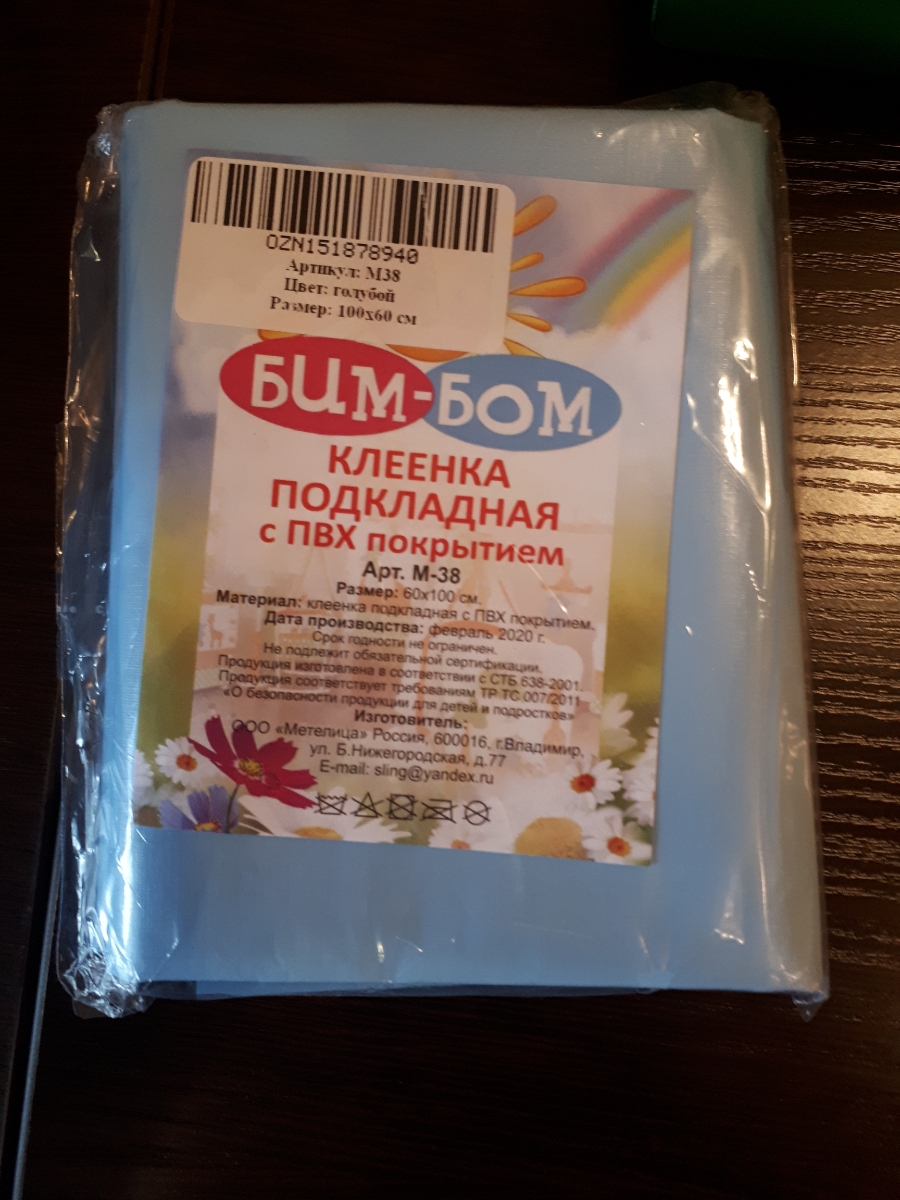 OZN151878940
Артикул: М38
Цвет: голубой
Размер: 100х60 см
БИМ-БОМ
КЛЕЕНКА
ПОДКЛАДНАЯ
с ПВХ покрытием
Арт. М-38
Размер: 60х100 см.
Материал: клеенка подкладная с ПВХ покрытием.
Дата производства: февраль 2020 г.
Срок годности не ограничен.
Не подлежит обязательной сертификации.
Продукция изготовлена в соответствии с СТБ 638-2001.
Продукция соответствует требованиям ТР ТС.007/2011
«О безопасности продукции для детей и подростков»
Изготовитель:
ООО «Метелица» Россия, 600016, г.Владимир,
ул. Б.Нижегородская, д.77
E-mail: sling@yandex.ru